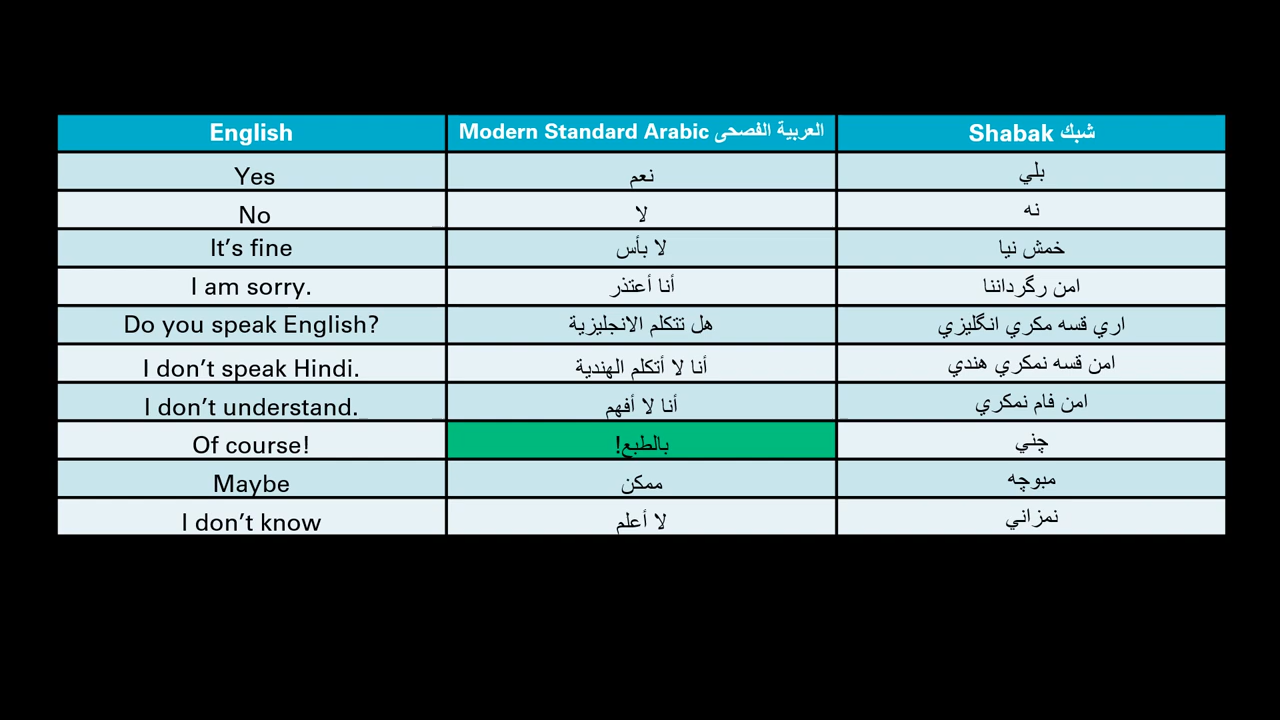 English Modern Standard Arabic العربية الفصحى Shabak شبك
Yes نعم بلي
No لا نه
It's fine لا بأس خمش نيا
I am sorry. أنا أعتذر امن رگرداننا
Do you speak English? هل تتكلم الانجليزية اري قسه مكري انگليزي
I don't speak Hindi. أنا لا أتكلم الهندية امن قسه نمكري هندي
I don't understand. أنا لا أفهم امن فام نمكري
Of course! بالطبع! چني
Maybe ممكن مبوچه
I don't know لا أعلم نمزاني